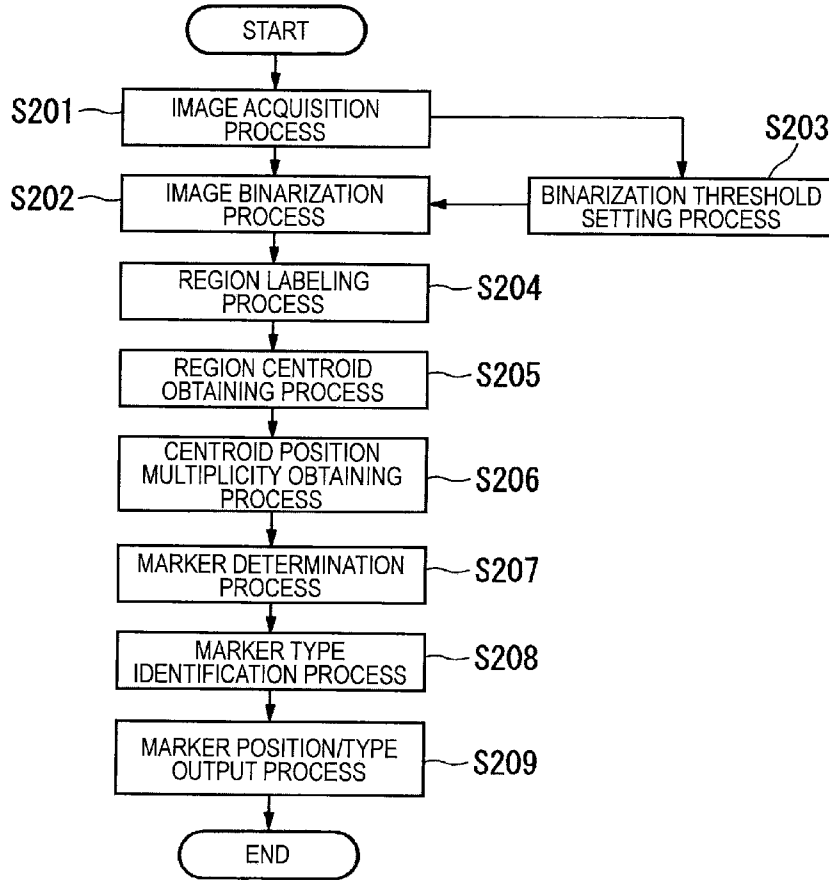 START
S201
IMAGE ACQUISITION
PROCESS
S203
S202
IMAGE BINARIZATION
PROCESS
BINARIZATION THRESHOLD
SETTING PROCESS
REGION LABELING
PROCESS
S204
REGION CENTROID
OBTAINING PROCESS
S205
CENTROID POSITION
MULTIPLICITY OBTAINING
PROCESS
S206
MARKER DETERMINATION
PROCESS
S207
MARKER TYPE
IDENTIFICATION PROCESS
S208
MARKER POSITION/TYPE
OUTPUT PROCESS
S209
END